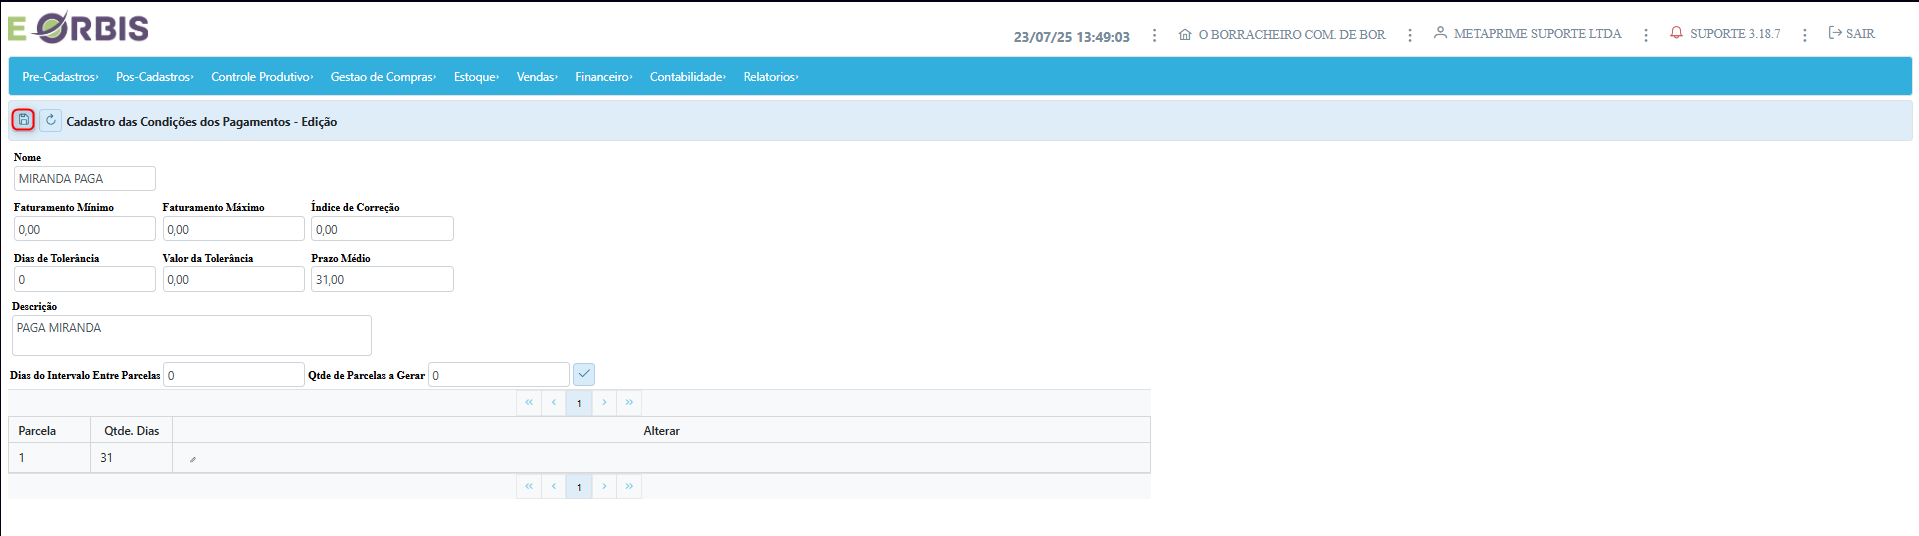 E ORBIS
23/07/25 13:49:03
O BORRACHEIRO COM. DE BOR
METAPRIME SUPORTE LTDA
SUPORTE 3.18.7
SAIR
Pre-Cadastros Pos-Cadastros Controle Produtivo Gestao de Compras Estoque Vendas Financeiro Contabilidade Relatorios
Cadastro das Condições dos Pagamentos - Edição
Nome
MIRANDA PAGA
Faturamento Mínimo Faturamento Máximo Índice de Correção
0,00 0,00 0,00
Dias de Tolerância Valor da Tolerância Prazo Médio
0 0,00 31,00
Descrição
PAGA MIRANDA
Dias do Intervalo Entre Parcelas 0 Qtde de Parcelas a Gerar 0
« ‹ 1 › »
Parcela Qtde. Dias Alterar
1 31
« ‹ 1 › »